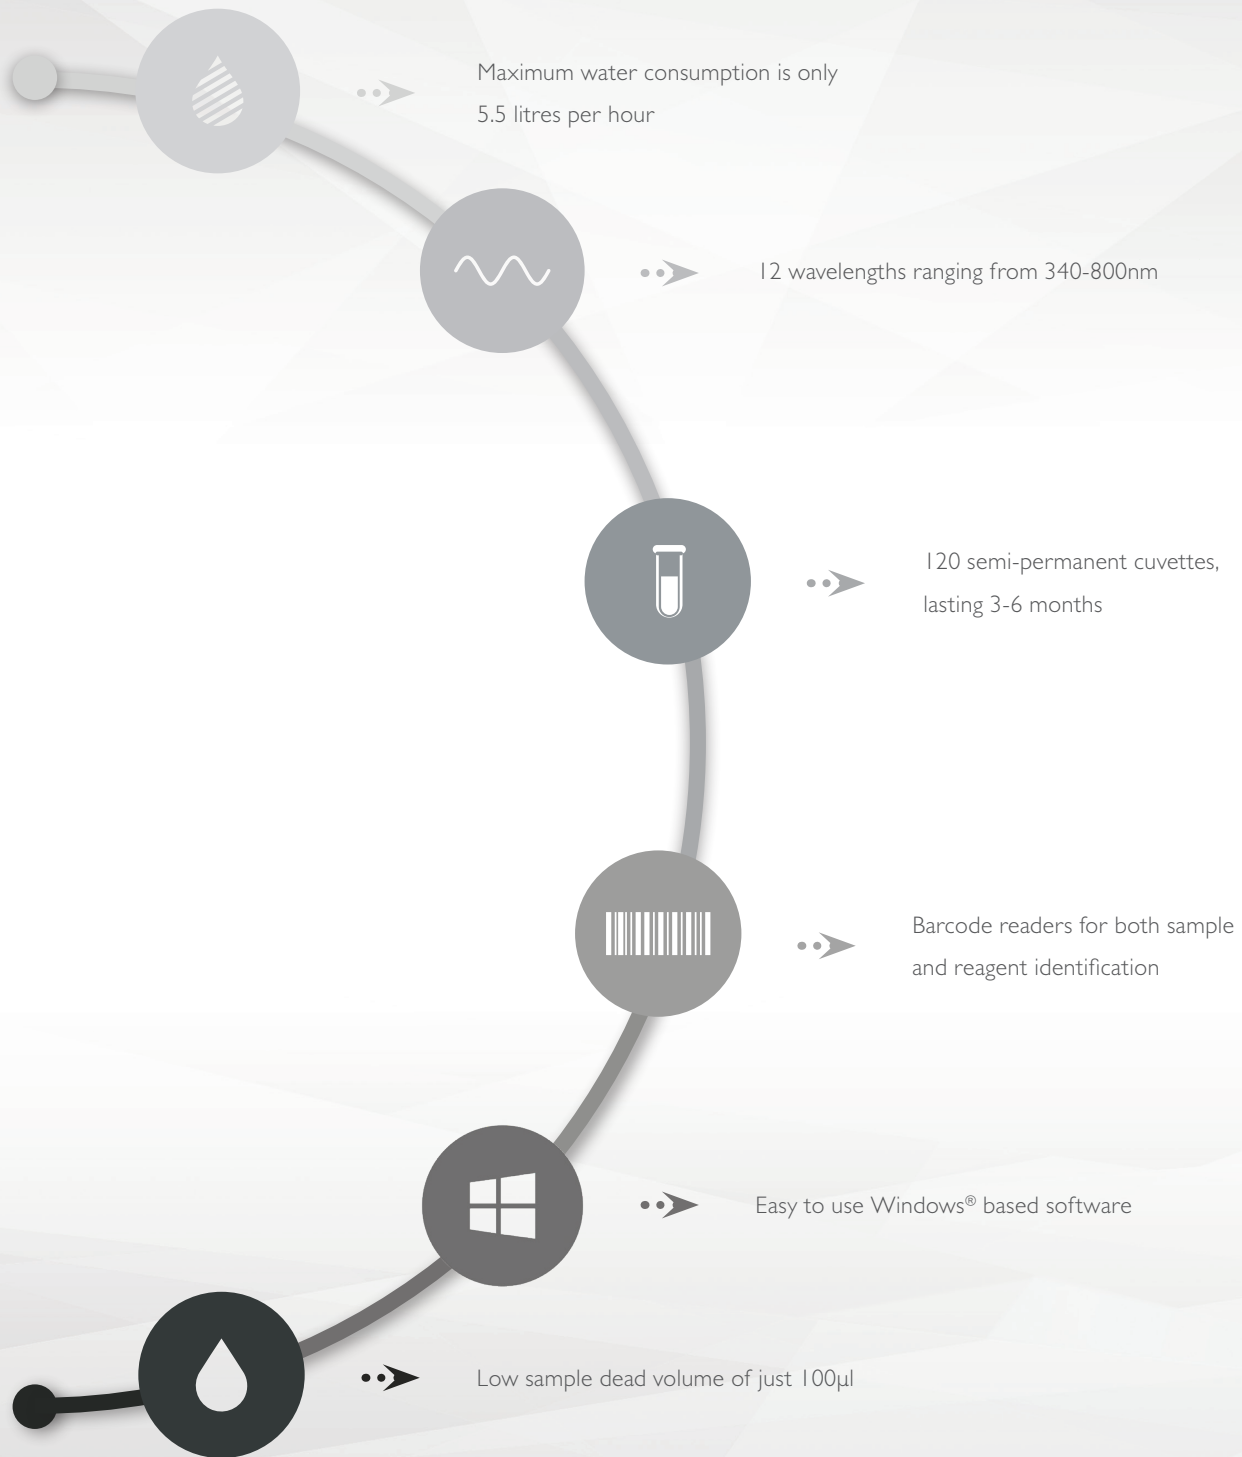 Maximum water consumption is only
5.5 litres per hour
12 wavelengths ranging from 340-800nm
120 semi-permanent cuvettes,
lasting 3-6 months
Barcode readers for both sample
and reagent identification
Easy to use Windows® based software
Low sample dead volume of just 100μl